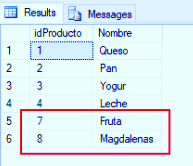 Results Messages
idProducto Nombre
1 1 Queso
2 2 Pan
3 3 Yogur
4 4 Leche
5 7 Fruta
6 8 Magdalenas